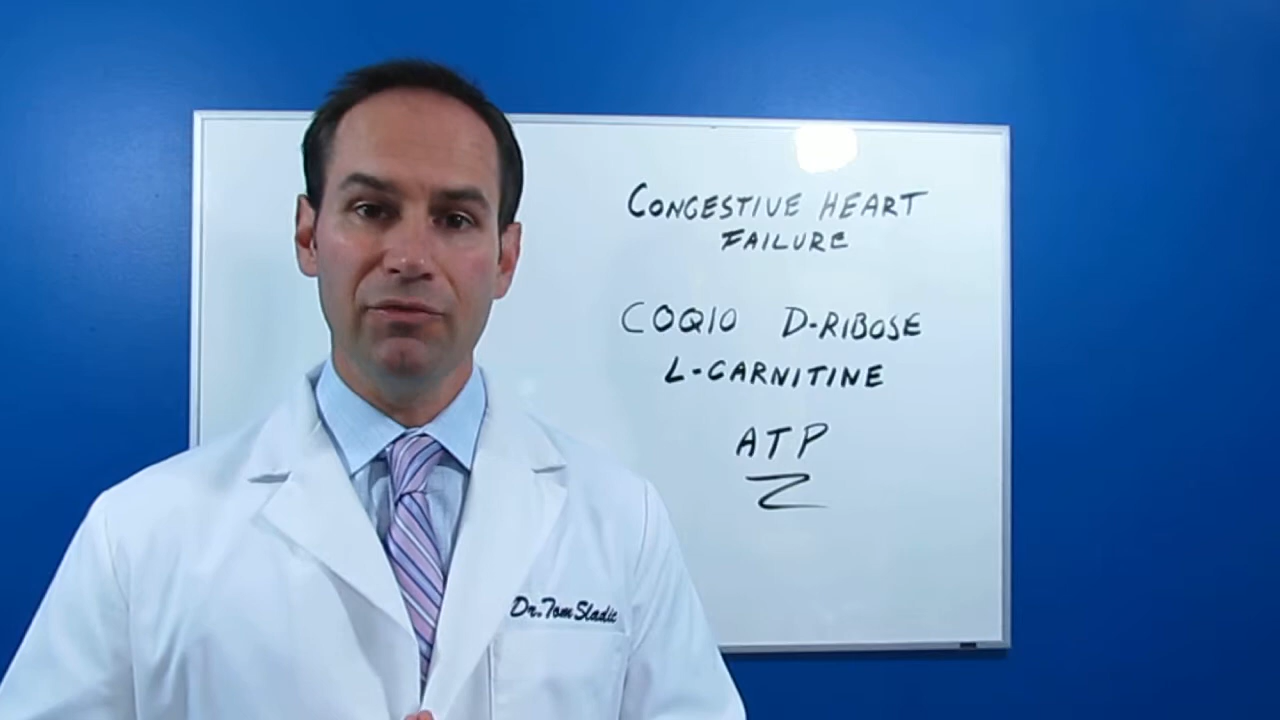 CONGESTIVE HEART
FAILURE
COQ10 D-RIBOSE
L-CARNITINE
ATP
Dr. Tom Sladic